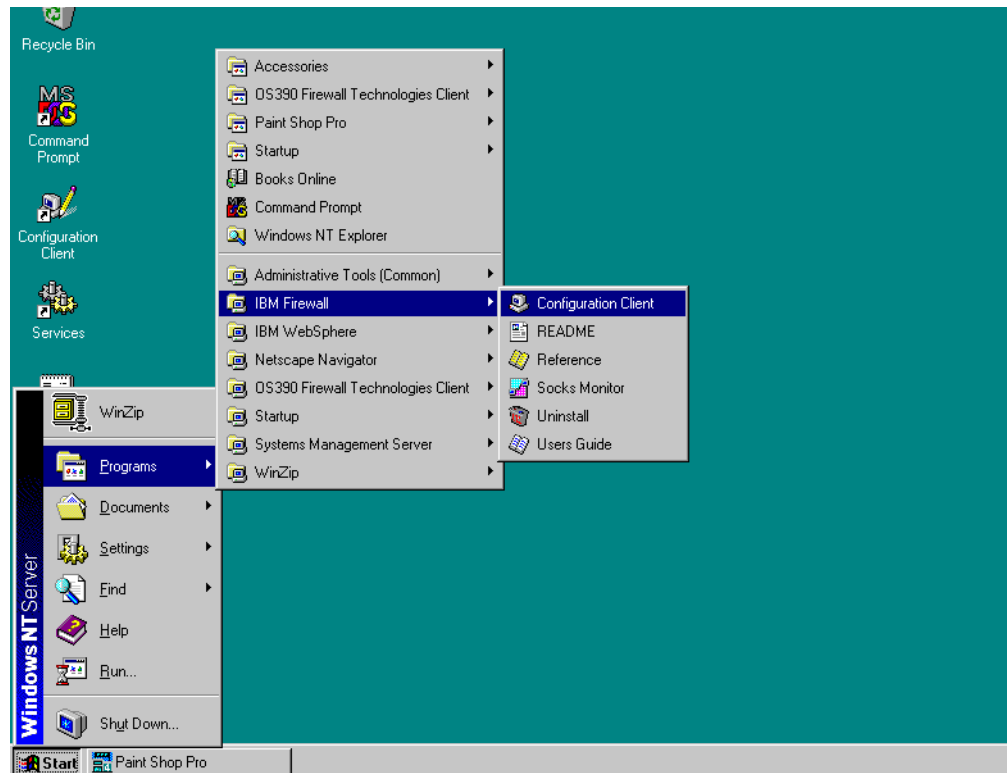 Recycle Bin
MS
Command
Prompt
Configuration
Client
Services
Accessories
OS390 Firewall Technologies Client
Paint Shop Pro
Startup
Books Online
Command Prompt
Windows NT Explorer
Administrative Tools (Common)
IBM Firewall
IBM WebSphere
Netscape Navigator
OS390 Firewall Technologies Client
Startup
Systems Management Server
WinZip
Configuration Client
README
Reference
Socks Monitor
Uninstall
Users Guide
WinZip
Programs
Documents
Settings
Find
Help
Run...
Shut Down...
Windows NT Server
Start
Paint Shop Pro